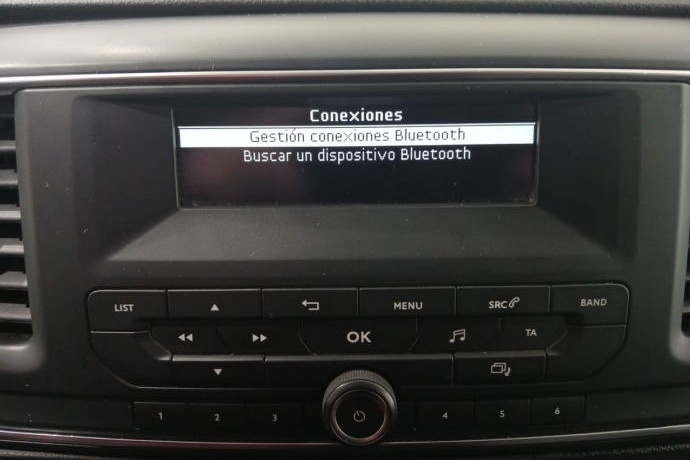 Conexiones
Gestión conexiones Bluetooth
Buscar un dispositivo Bluetooth
LIST MENU SRC BAND
OK TA
1 2 3 4 5 6